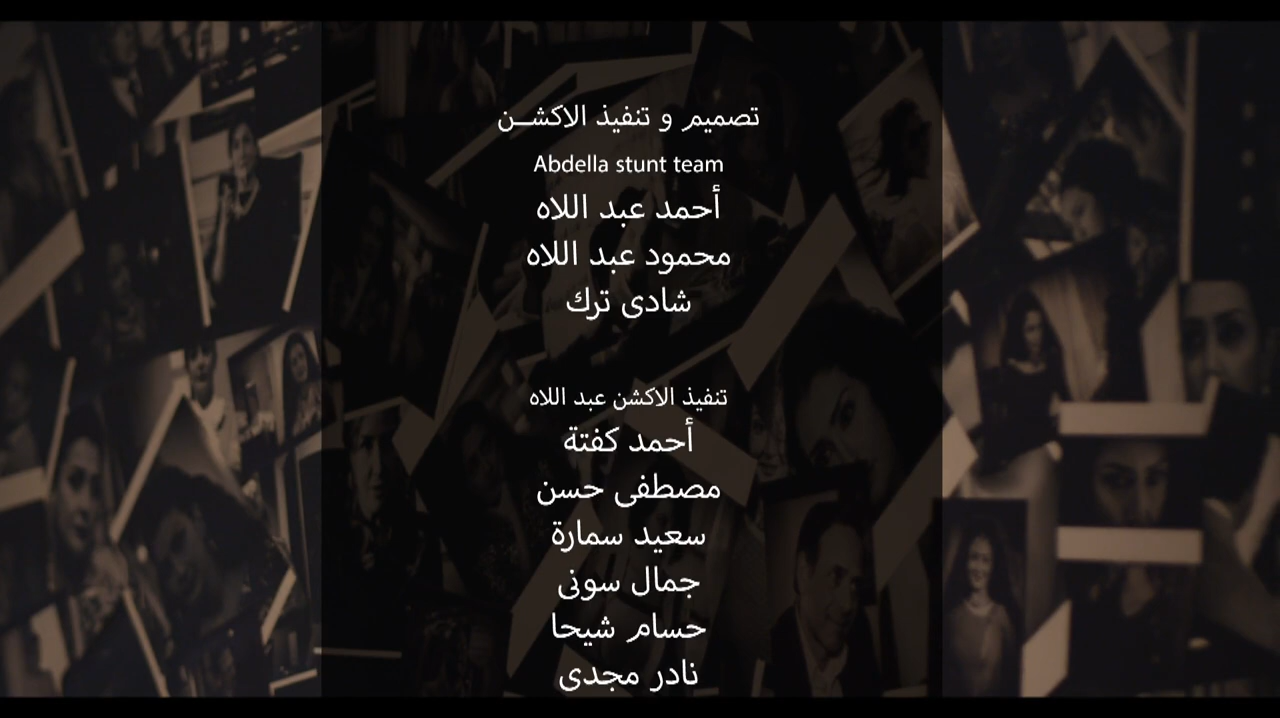 تصميم و تنفيذ الاكشــن
Abdella stunt team
أحمد عبد اللاه
محمود عبد اللاه
شادى ترك
تنفيذ الاكشن عبد اللاه
أحمد كفتة
مصطفى حسن
سعيد سمارة
جمال سونى
حسام شيحا
نادر مجدى